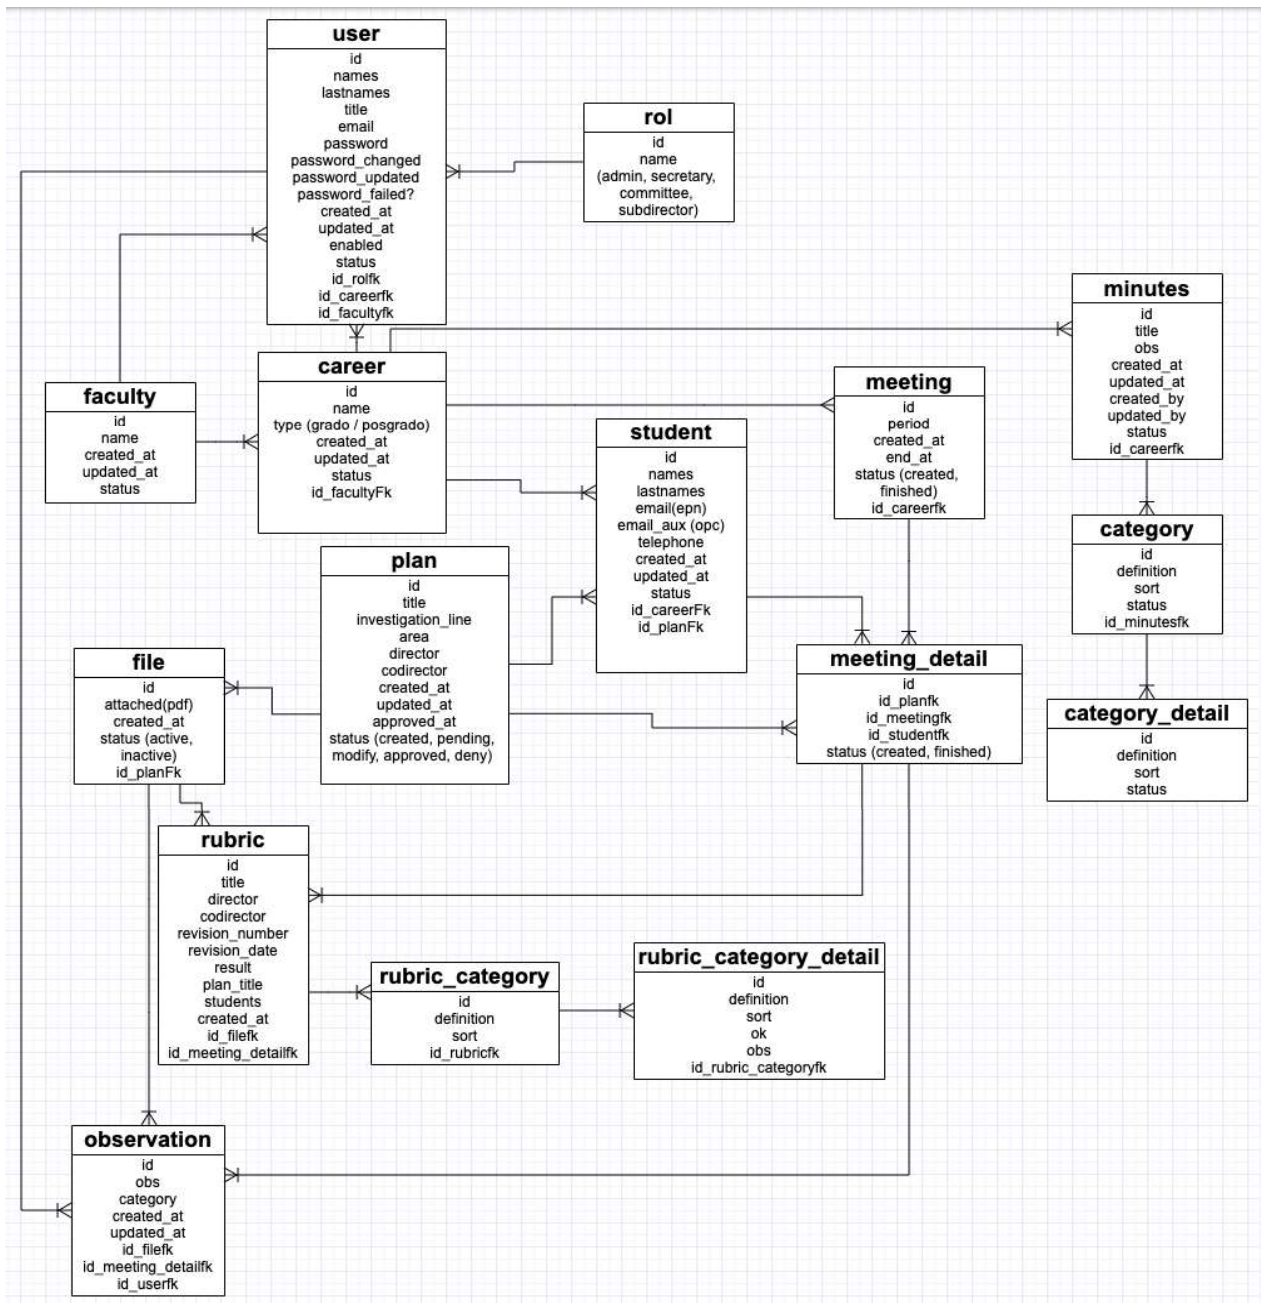 user
id
names
lastnames
title
email
password
password_changed
password_updated
password_failed?
created_at
updated_at
enabled
status
id_rolfk
id_careerfk
id_facultyfk
rol
id
name
(admin, secretary,
committee,
subdirector)
minutes
id
title
obs
created_at
updated_at
created_by
updated_by
status
id_careerfk
faculty
id
name
created_at
updated_at
status
career
id
name
type (grado / posgrado)
created_at
updated_at
status
id_facultyFk
meeting
id
period
created_at
end_at
status (created,
finished)
id_careerfk
student
id
names
lastnames
email(epn)
email_aux (opc)
telephone
created_at
updated_at
status
id_careerFk
id_planFk
category
id
definition
sort
status
id_minutesfk
plan
id
title
investigation_line
area
director
codirector
created_at
updated_at
approved_at
status (created, pending,
modify, approved, deny)
file
id
attached(pdf)
created_at
status (active,
inactive)
id_planFk
meeting_detail
id
id_planfk
id_meetingfk
id_studentfk
status (created, finished)
category_detail
id
definition
sort
status
rubric
id
title
director
codirector
revision_number
revision_date
result
plan_title
students
created_at
id_filefk
id_meeting_detailfk
rubric_category
id
definition
sort
id_rubricfk
rubric_category_detail
id
definition
sort
ok
obs
id_rubric_categoryfk
observation
id
obs
category
created_at
updated_at
id_filefk
id_meeting_detailfk
id_userfk